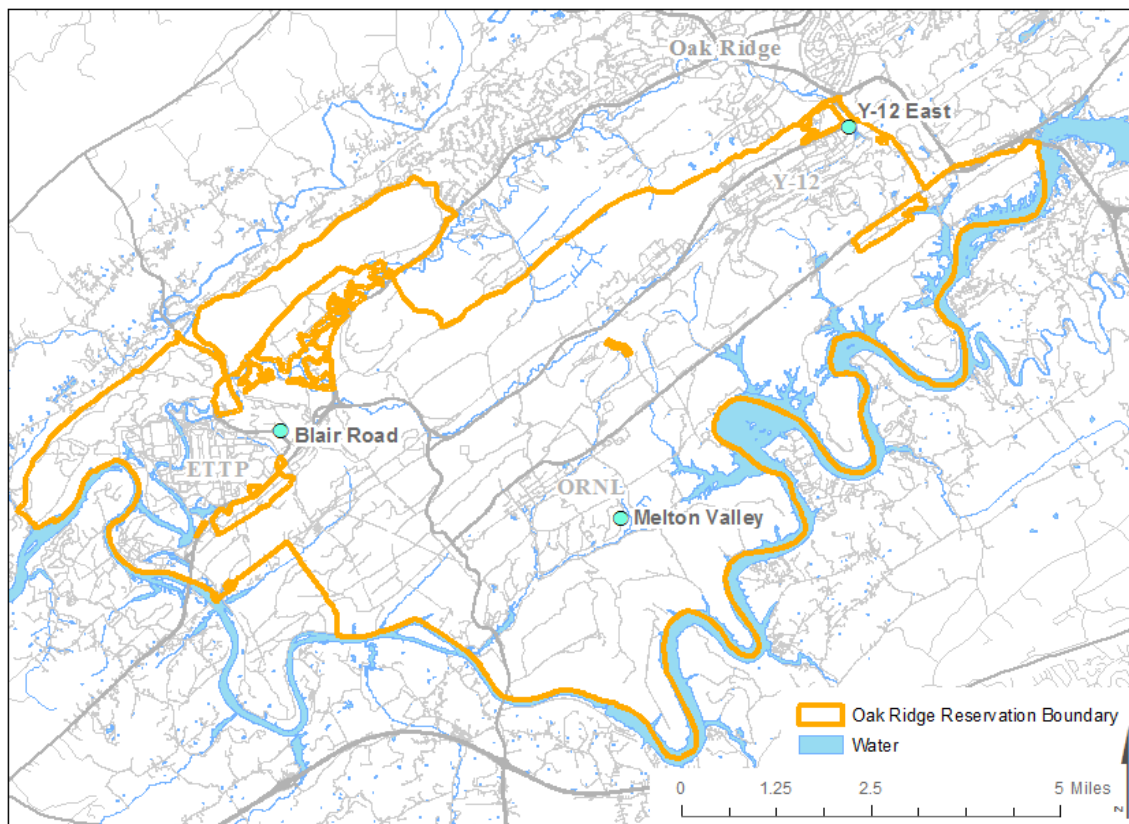 Oak Ridge
Y-12 East
Y-12
Blair Road
ETTP
ORNL
Melton Valley
Oak Ridge Reservation Boundary
Water
0 1.25 2.5 5 Miles
N